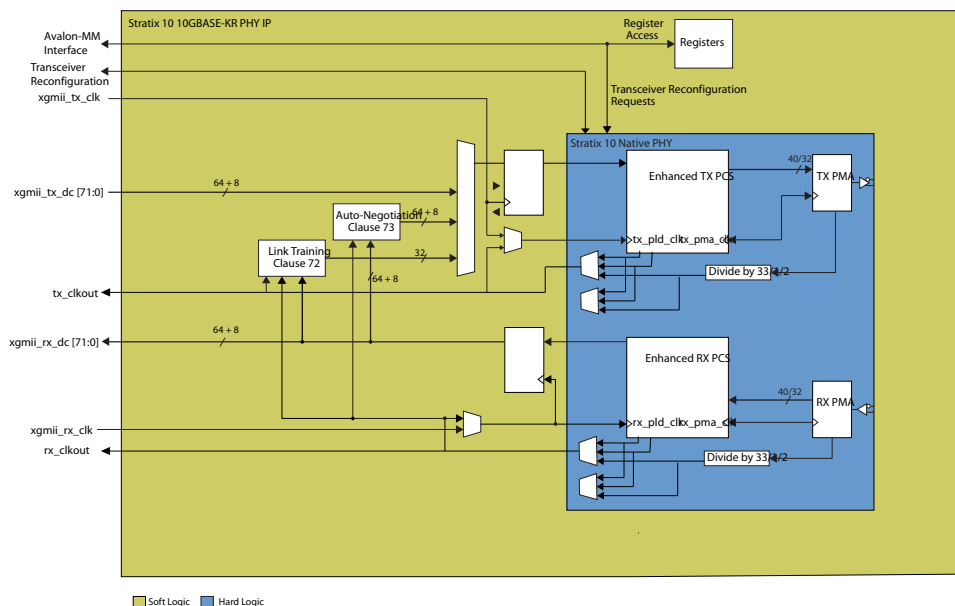 Stratix 10 10GBASE-KR PHY IP
Avalon-MM
Interface
Register
Access
Registers
Transceiver
Reconfiguration
Transceiver Reconfiguration
Requests
xgmii_tx_clk
Stratix 10 Native PHY
40/32
Enhanced TX PCS
TX PMA
xgmii_tx_dc [71:0]
64 + 8
Auto-Negotiation
Clause 73
64 + 8
Link Training
Clause 72
32
tx_pld_clk
tx_pma_clk
64 + 8
Divide by 33/1/2
tx_clkout
xgmii_rx_dc [71:0]
64 + 8
Enhanced RX PCS
40/32
RX PMA
xgmii_rx_clk
rx_pld_clk
rx_pma_clk
rx_clkout
Divide by 33/1/2
Soft Logic
Hard Logic